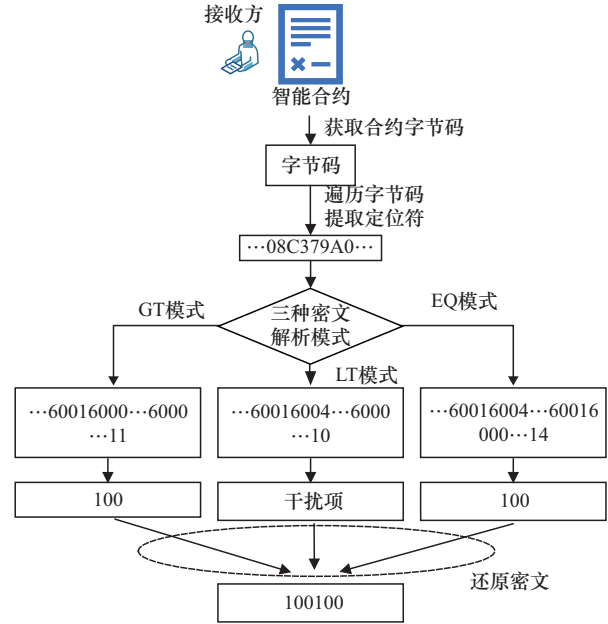 接收方
智能合约
获取合约字节码
字节码
遍历字节码
提取定位符
…08C379A0…
三种密文
解析模式
GT模式
EQ模式
LT模式
…60016000…6000
…11
…60016004…6000
…10
…60016004…60016
000…14
100
干扰项
100
还原密文
100100